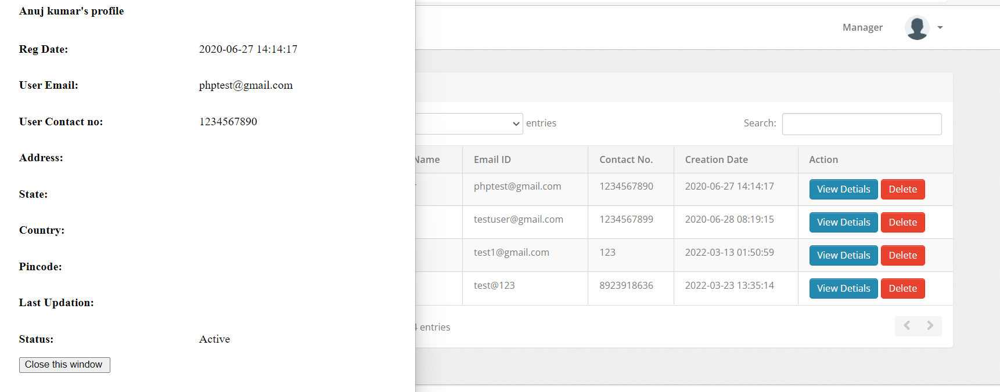 Anuj kumar's profile
Reg Date: 2020-06-27 14:14:17
User Email: phptest@gmail.com
User Contact no: 1234567890
Address:
State:
Country:
Pincode:
Last Updation:
Status: Active
Close this window
Manager
entries Search:
Name Email ID Contact No. Creation Date Action
phptest@gmail.com 1234567890 2020-06-27 14:14:17 View Detials Delete
testuser@gmail.com 1234567899 2020-06-28 08:19:15 View Detials Delete
test1@gmail.com 123 2022-03-13 01:50:59 View Detials Delete
test@123 8923918636 2022-03-23 13:35:14 View Detials Delete
4 entries